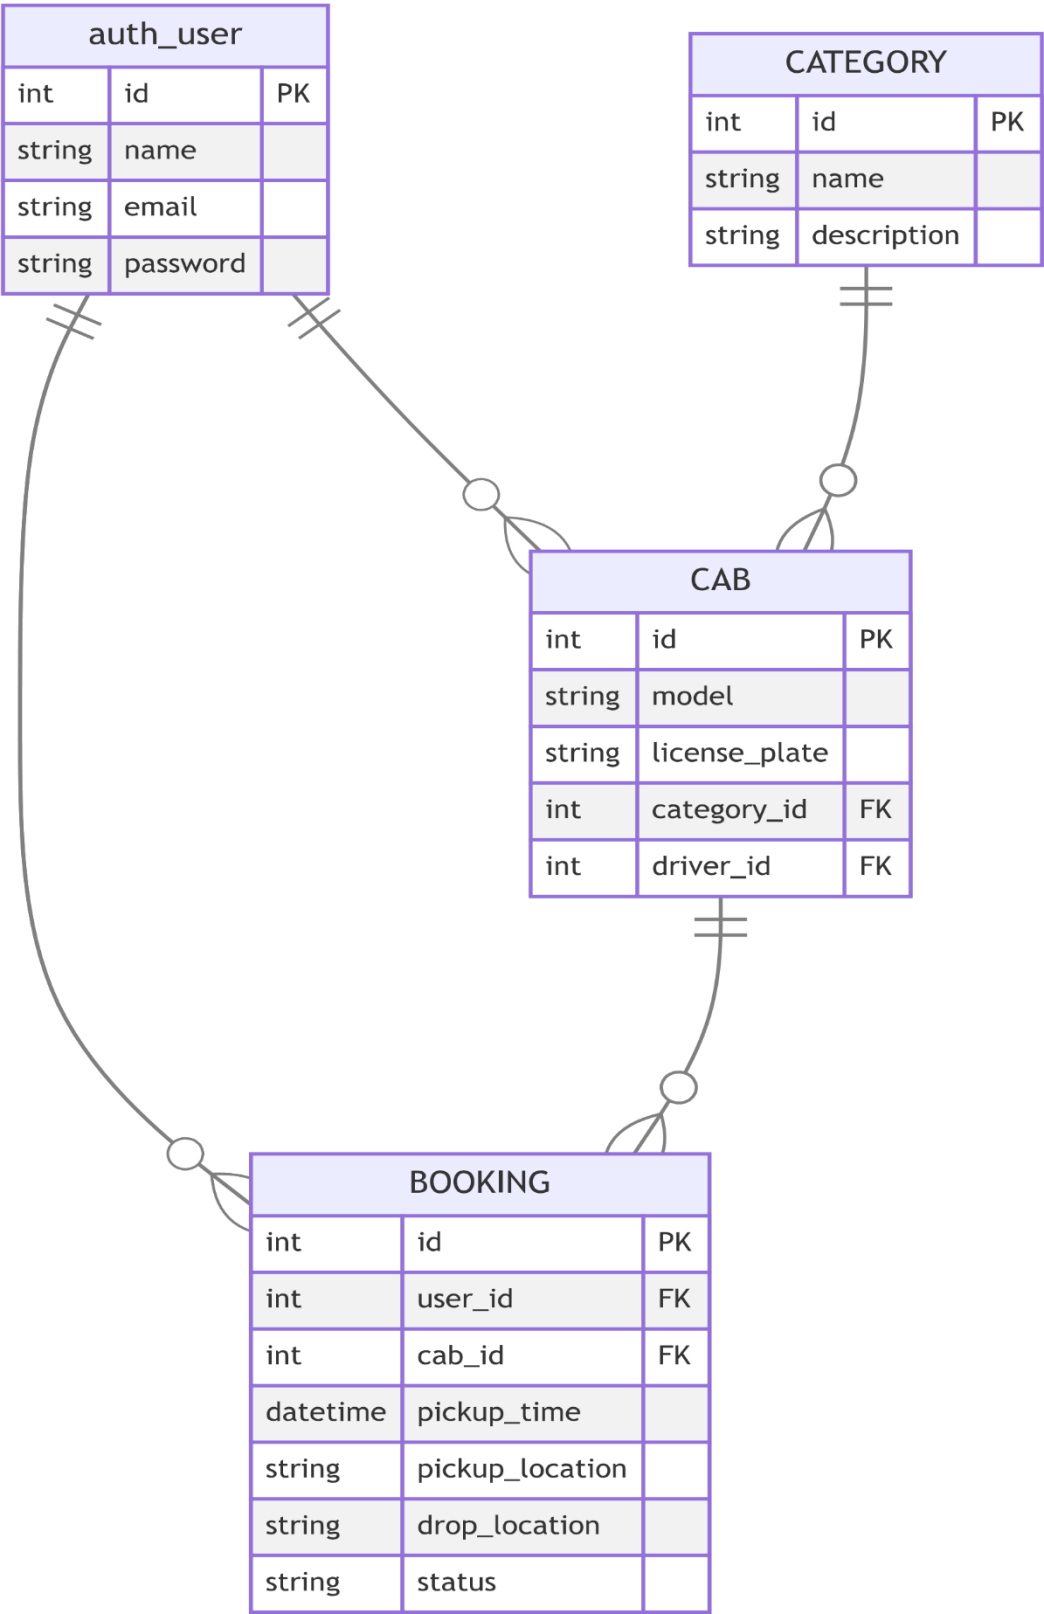 auth_user
int id PK
string name
string email
string password
CATEGORY
int id PK
string name
string description
CAB
int id PK
string model
string license_plate
int category_id FK
int driver_id FK
BOOKING
int id PK
int user_id FK
int cab_id FK
datetime pickup_time
string pickup_location
string drop_location
string status